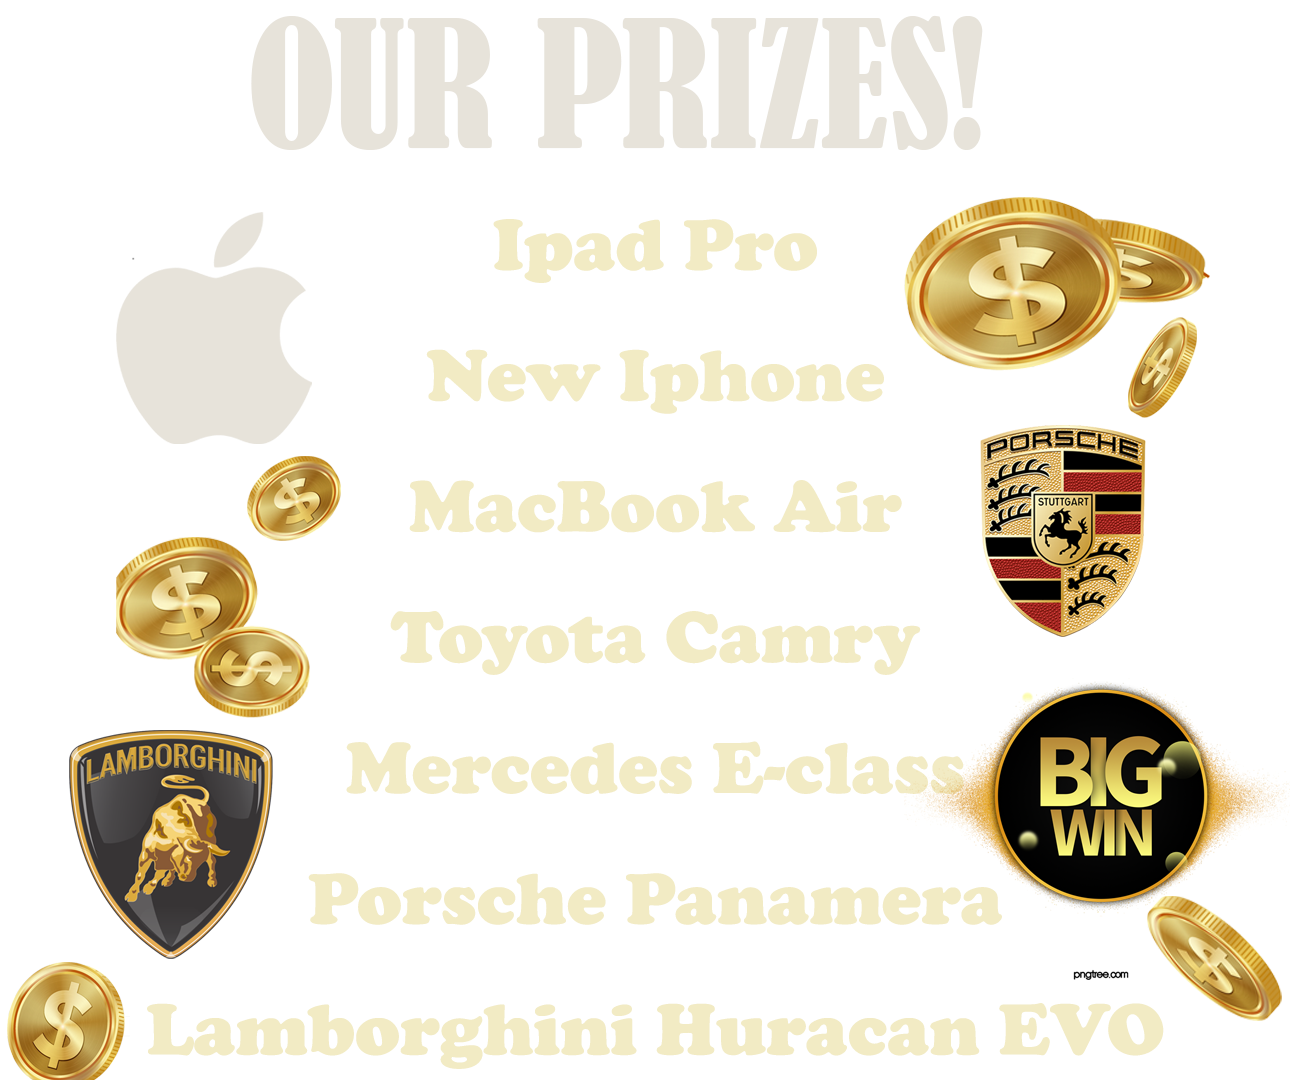 OUR PRIZES!
Ipad Pro
New Iphone
MacBook Air
PORSCHE
STUTTGART
Toyota Camry
LAMBORGHINI
Mercedes E-class
BIG
WIN
Porsche Panamera
pngtree.com
Lamborghini Huracan EVO